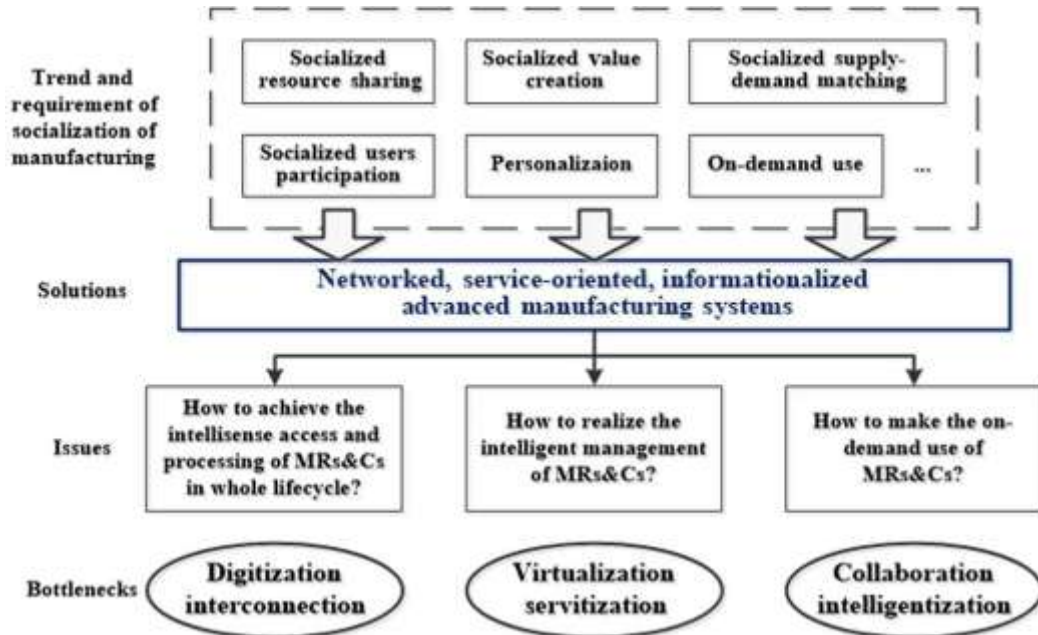 Trend and
requirement of
socialization of
manufacturing
Socialized
resource sharing
Socialized value
creation
Socialized supply-
demand matching
Socialized users
participation
Personalizaion
On-demand use
...
Solutions
Networked, service-oriented, informationalized
advanced manufacturing systems
Issues
How to achieve the
intellisense access and
processing of MRs&Cs
in whole lifecycle?
How to realize the
intelligent management
of MRs&Cs?
How to make the on-
demand use of
MRs&Cs?
Bottlenecks
Digitization
interconnection
Virtualization
servitization
Collaboration
intelligentization